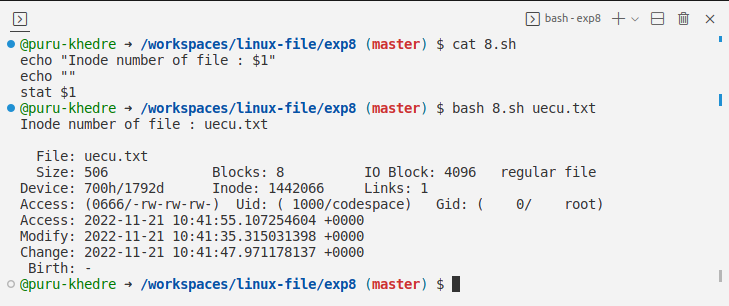 bash - exp8
@puru-khedre ➜ /workspaces/linux-file/exp8 (master) $ cat 8.sh
echo "Inode number of file : $1"
echo ""
stat $1
@puru-khedre ➜ /workspaces/linux-file/exp8 (master) $ bash 8.sh uecu.txt
Inode number of file : uecu.txt

  File: uecu.txt
  Size: 506             Blocks: 8          IO Block: 4096   regular file
Device: 700h/1792d      Inode: 1442066     Links: 1
Access: (0666/-rw-rw-rw-)  Uid: ( 1000/codespace)   Gid: (    0/    root)
Access: 2022-11-21 10:41:55.107254604 +0000
Modify: 2022-11-21 10:41:35.315031398 +0000
Change: 2022-11-21 10:41:47.971178137 +0000
 Birth: -
@puru-khedre ➜ /workspaces/linux-file/exp8 (master) $